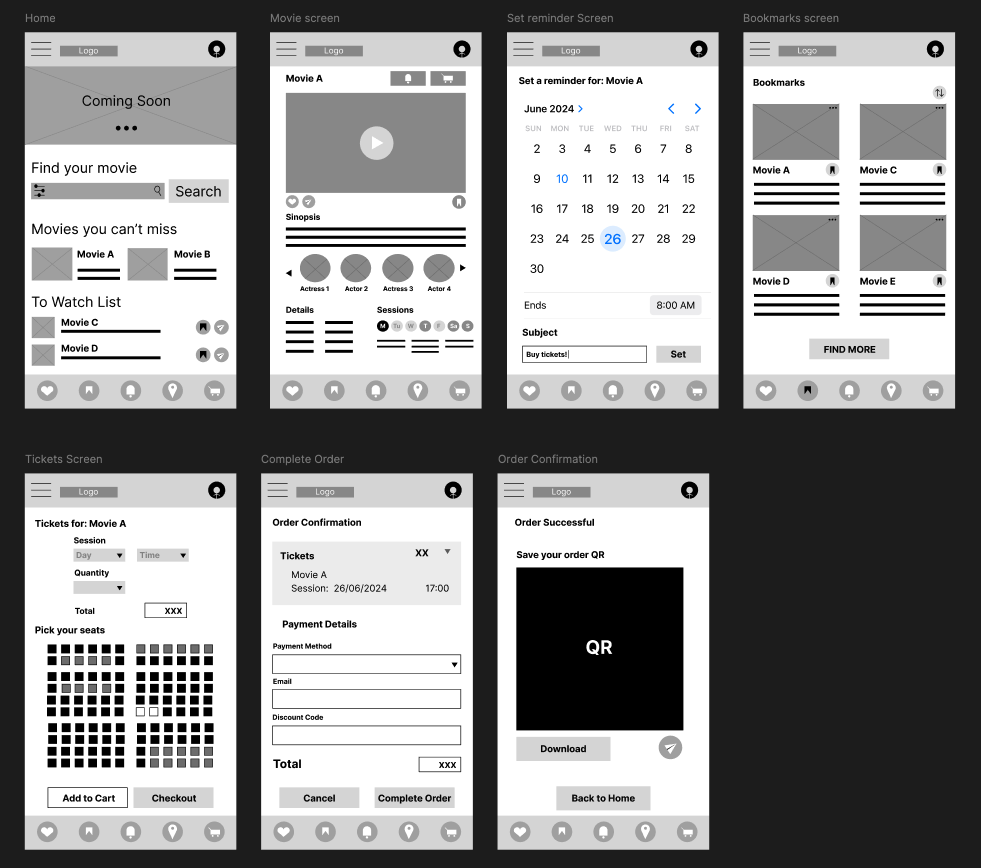 Home
Logo
Coming Soon
Find your movie
Search
Movies you can't miss
Movie A
Movie B
To Watch List
Movie C
Movie D
Movie screen
Logo
Movie A
Sinopsis
Actress 1
Actor 2
Actress 3
Actor 4
Details
Sessions
M Tu W T F Sa S
Set reminder Screen
Logo
Set a reminder for: Movie A
June 2024
SUN MON TUE WED THU FRI SAT
2 3 4 5 6 7 8
9 10 11 12 13 14 15
16 17 18 19 20 21 22
23 24 25 26 27 28 29
30
Ends 8:00 AM
Subject
Buy tickets!
Set
Bookmarks screen
Logo
Bookmarks
Movie A
Movie C
Movie D
Movie E
FIND MORE
Tickets Screen
Logo
Tickets for: Movie A
Session
Day
Time
Quantity
Total
XXX
Pick your seats
Add to Cart
Checkout
Complete Order
Logo
Order Confirmation
Tickets
XX
Movie A
Session: 26/06/2024 17:00
Payment Details
Payment Method
Email
Discount Code
Total
XXX
Cancel
Complete Order
Order Confirmation
Logo
Order Successful
Save your order QR
QR
Download
Back to Home